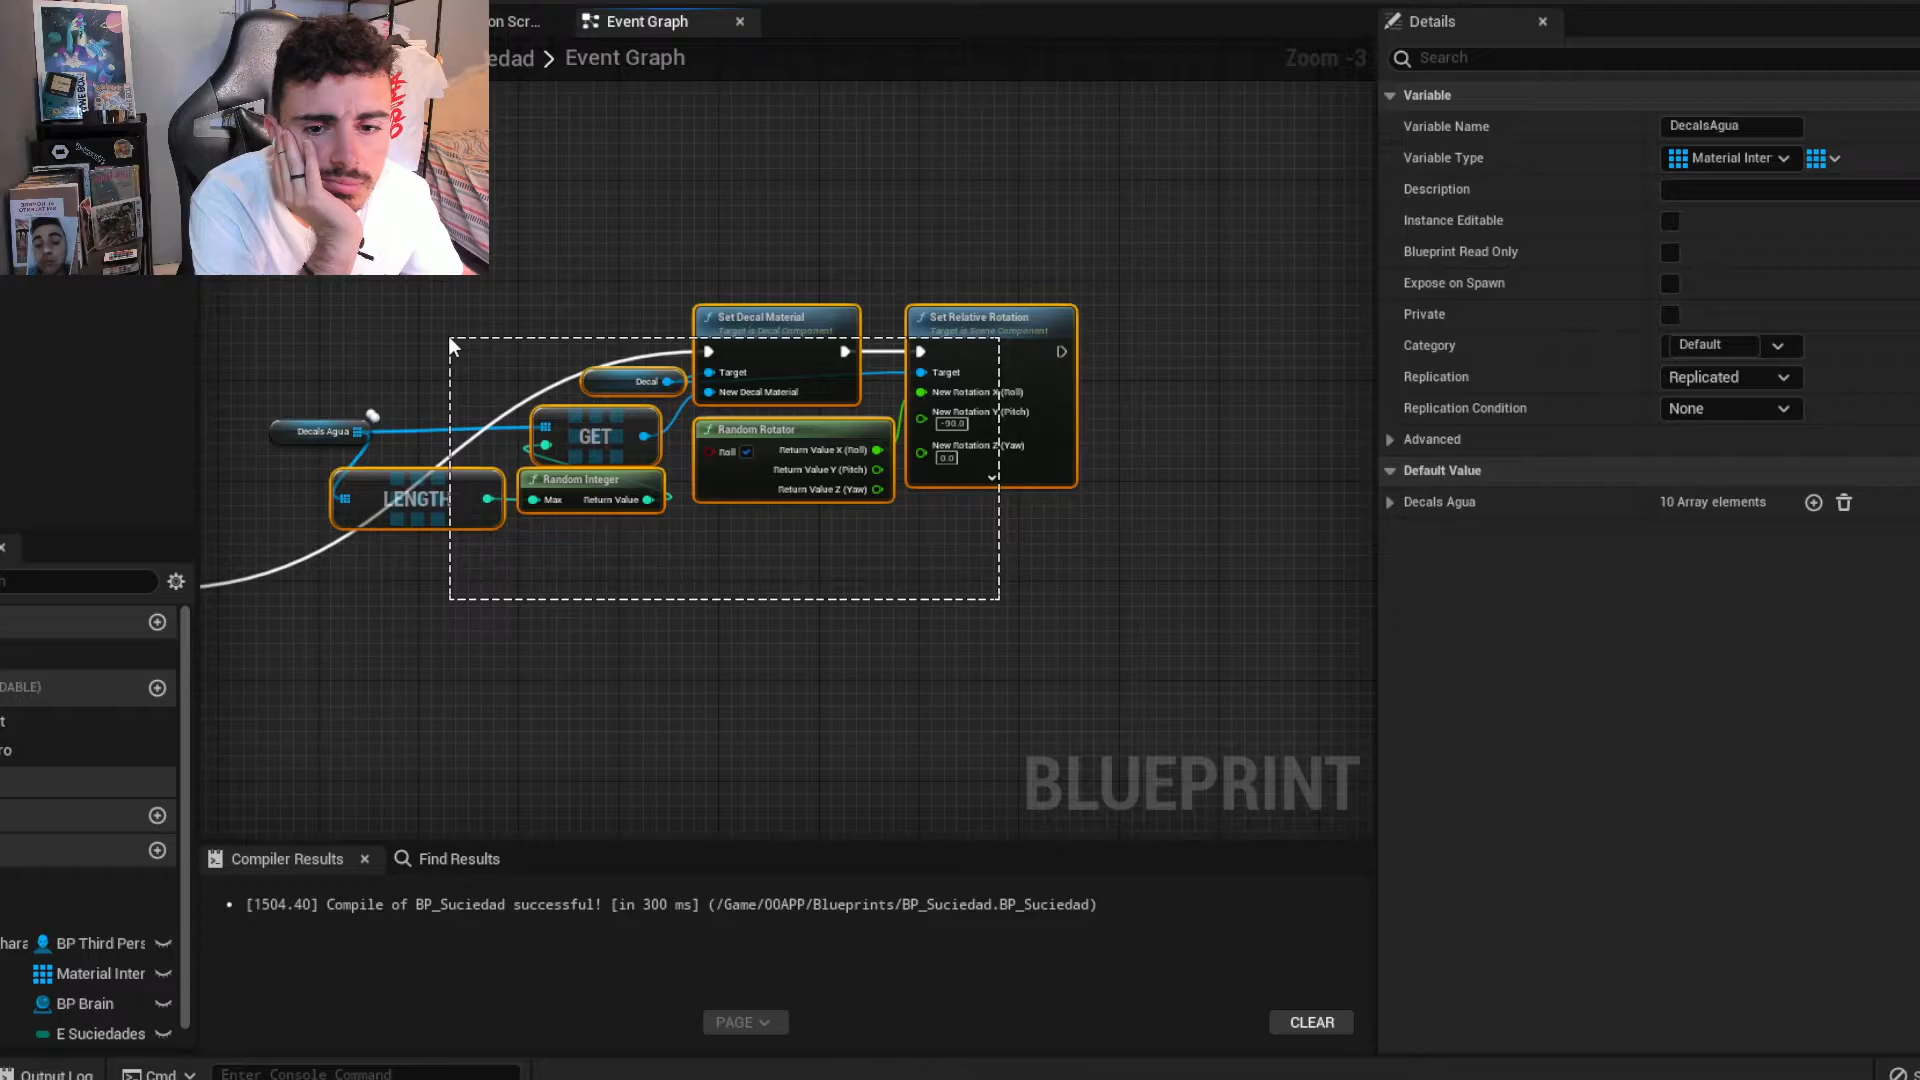 on Scr...
Event Graph
edad > Event Graph
Zoom -3
Set Decal Material
Target is Decal Component
Target
New Decal Material
Set Relative Rotation
Target is Scene Component
Target
New Rotation X (Roll)
New Rotation Y (Pitch)
-90.0
New Rotation Z (Yaw)
0.0
Decal
Decals Agua
GET
LENGTH
Random Integer
Max
Return Value
Random Rotator
Roll
Return Value X (Roll)
Return Value Y (Pitch)
Return Value Z (Yaw)
BLUEPRINT
DABLE)
Compiler Results
Find Results
• [1504.40] Compile of BP_Suciedad successful! [in 300 ms] (/Game/00APP/Blueprints/BP_Suciedad.BP_Suciedad)
PAGE
CLEAR
BP Third Pers
Material Inter
BP Brain
E Suciedades
Output Log
Cmd
Enter Console Command
Details
Search
Variable
Variable Name
DecalsAgua
Variable Type
Material Inter
Description
Instance Editable
Blueprint Read Only
Expose on Spawn
Private
Category
Default
Replication
Replicated
Replication Condition
None
Advanced
Default Value
Decals Agua
10 Array elements